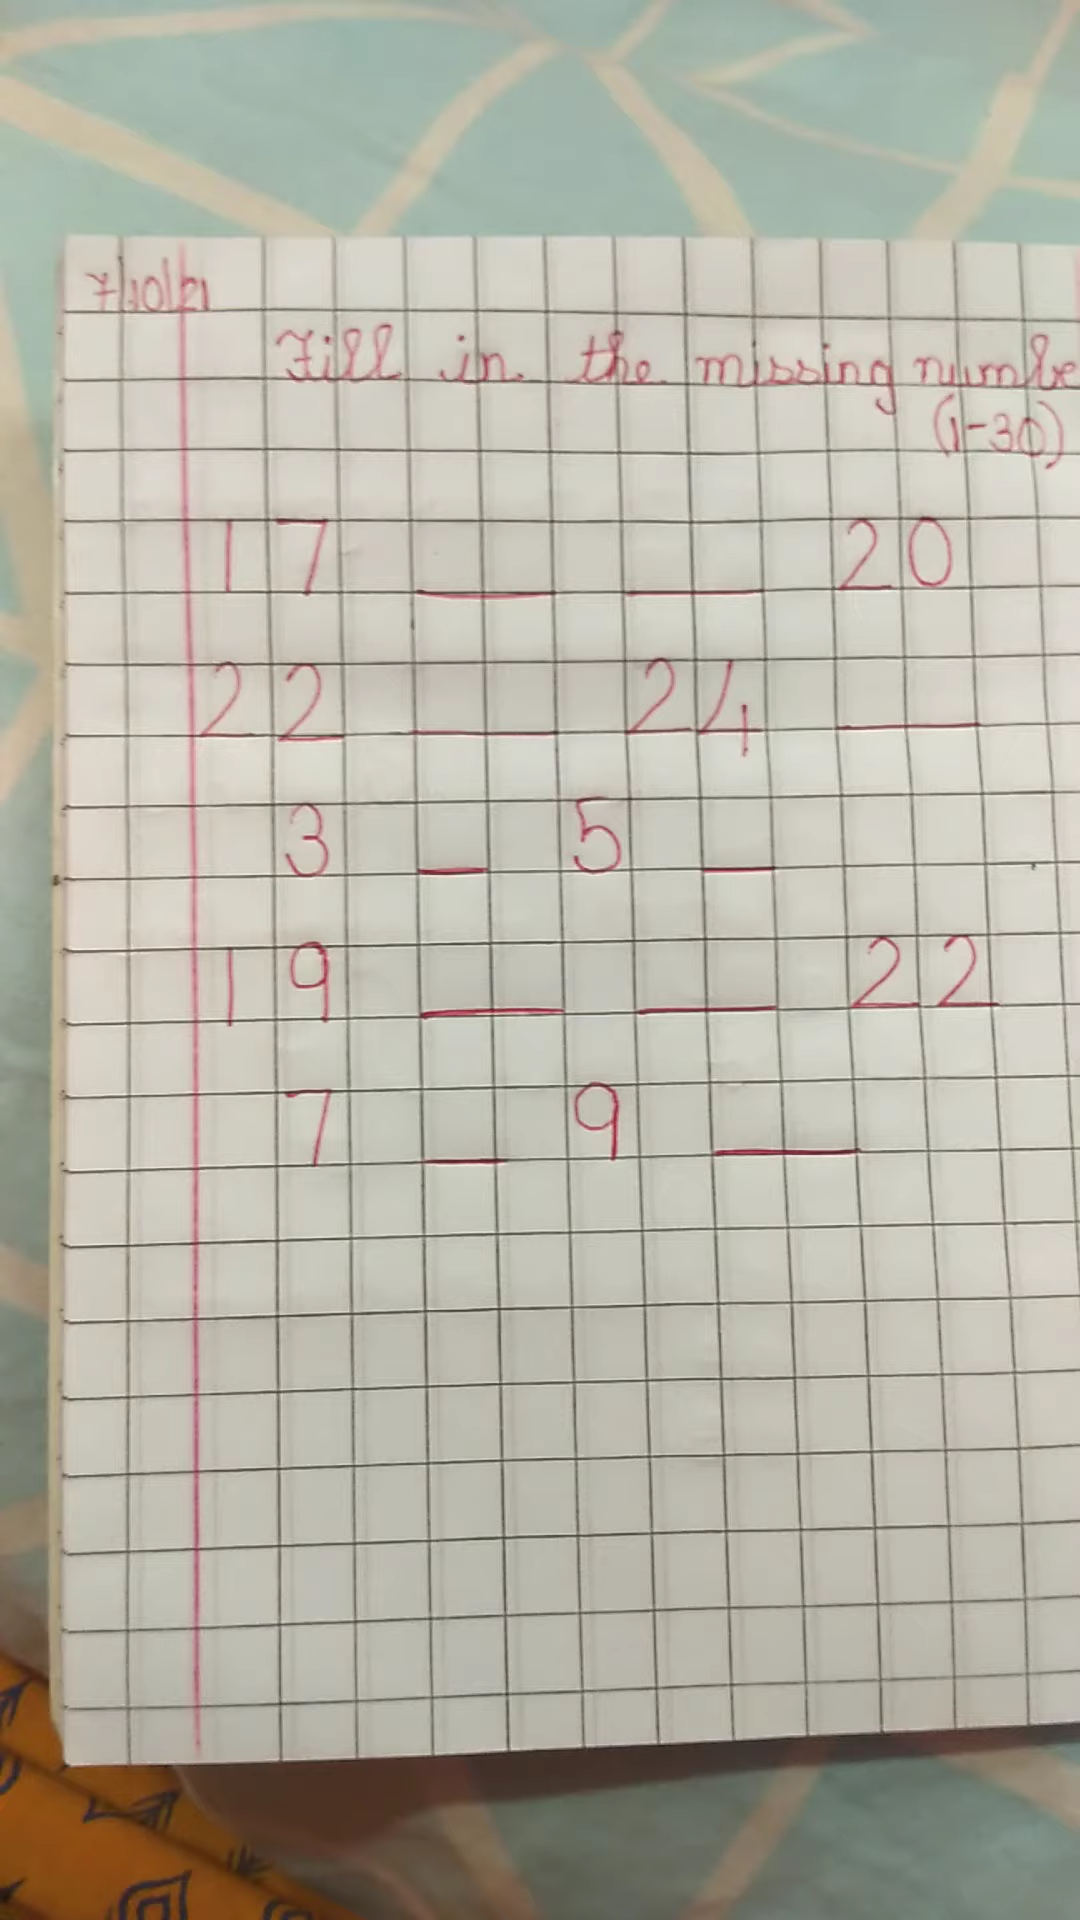 7/10/21
Fill in the missing numbe
(1-30)
17 __ __ 20
22 __ 24 __
3 _ 5 _
19 __ __ 22
7 _ 9 __